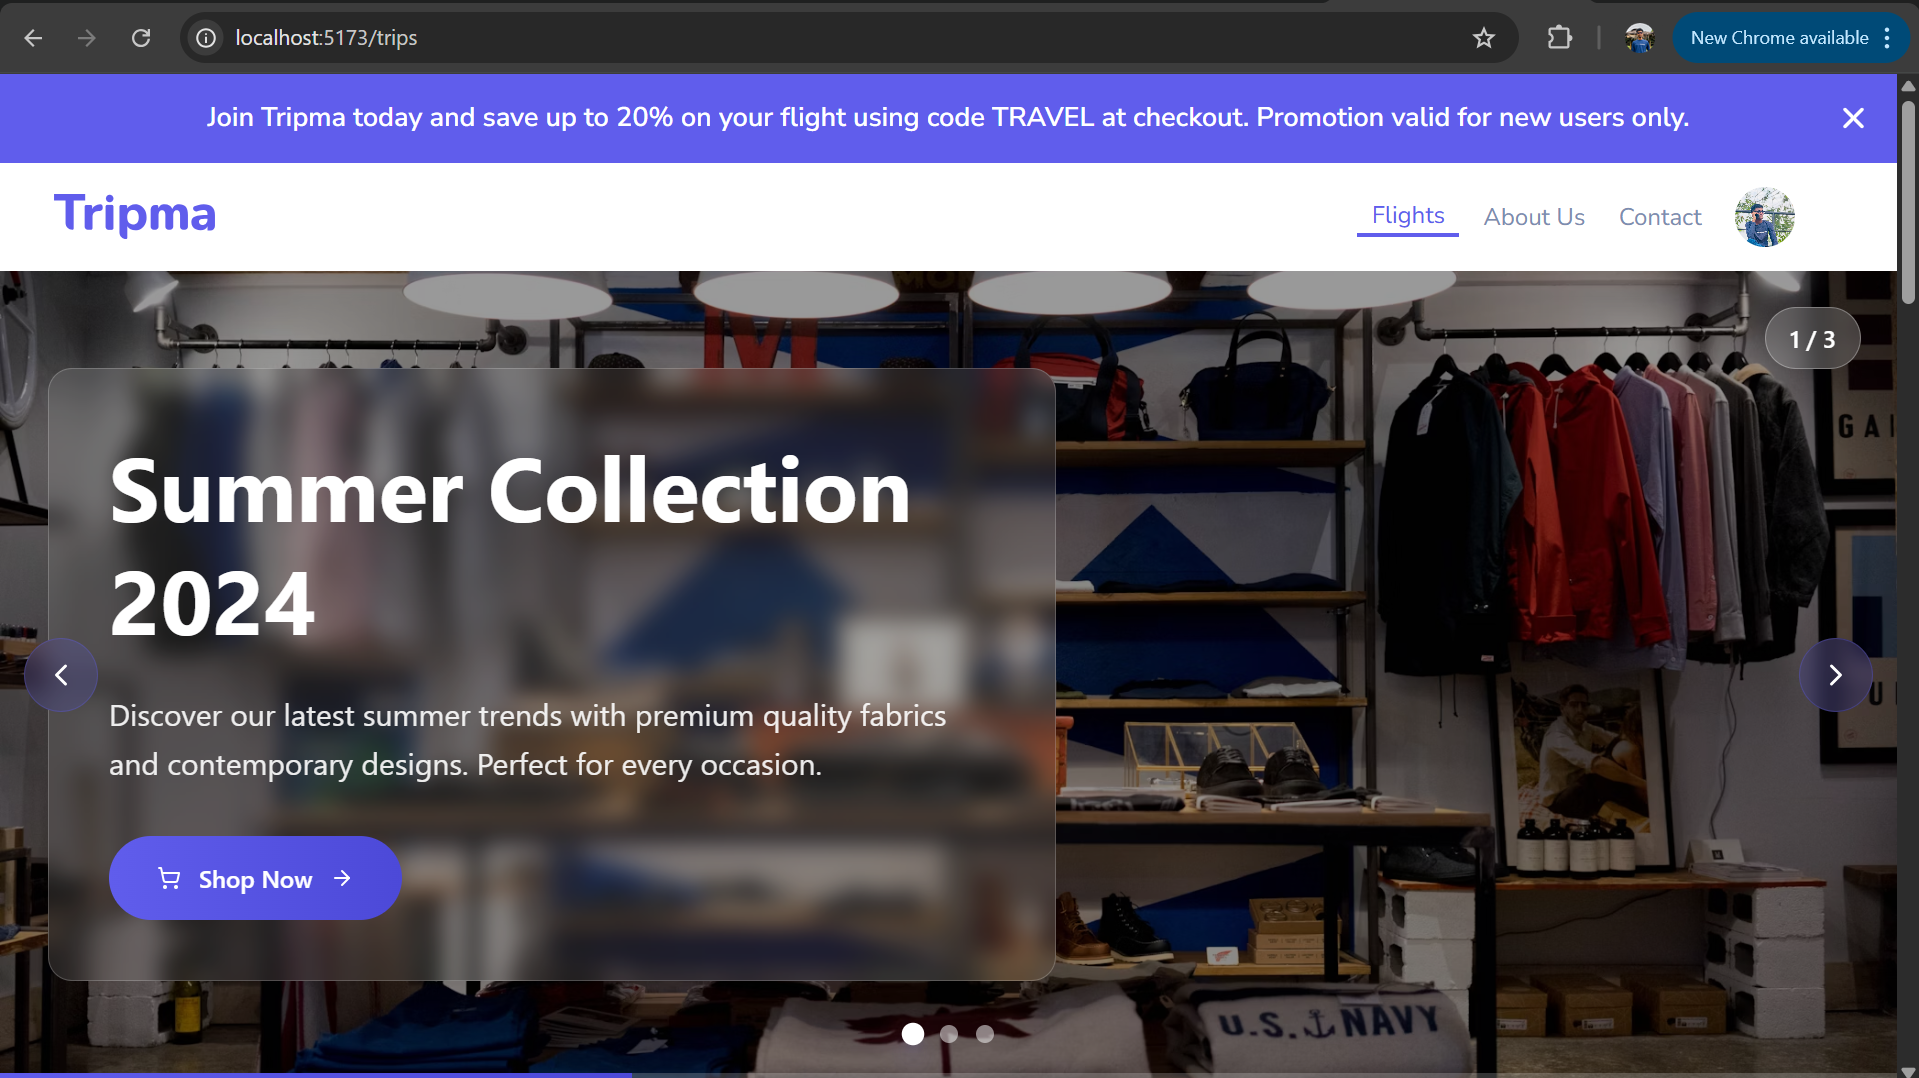 localhost:5173/trips
New Chrome available
Join Tripma today and save up to 20% on your flight using code TRAVEL at checkout. Promotion valid for new users only.
Tripma
Flights
About Us
Contact
1 / 3
GAI
Summer Collection
2024
Discover our latest summer trends with premium quality fabrics
and contemporary designs. Perfect for every occasion.
Shop Now
U.S. NAVY